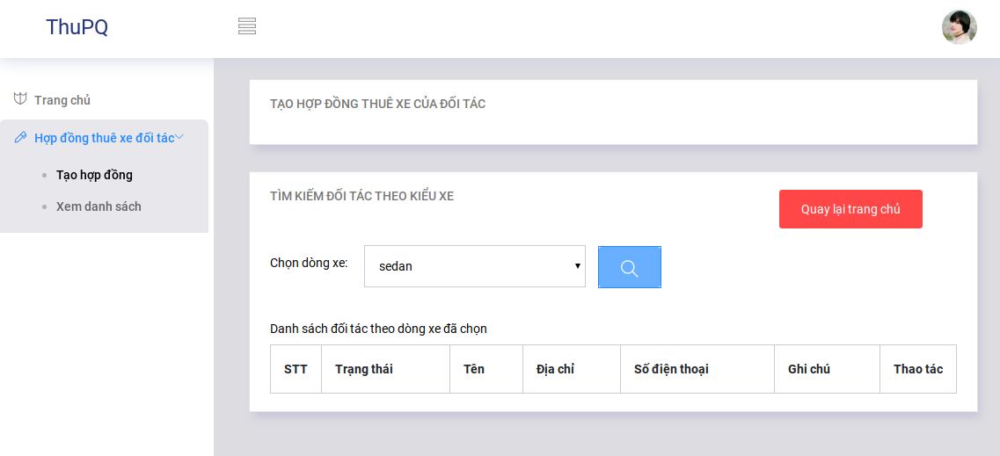 ThuPQ
Trang chủ
Hợp đồng thuê xe đối tác
Tạo hợp đồng
Xem danh sách
TẠO HỢP ĐỒNG THUÊ XE CỦA ĐỐI TÁC
TÌM KIẾM ĐỐI TÁC THEO KIỂU XE
Quay lại trang chủ
Chọn dòng xe:
sedan
Danh sách đối tác theo dòng xe đã chọn
STT Trạng thái Tên Địa chỉ Số điện thoại Ghi chú Thao tác